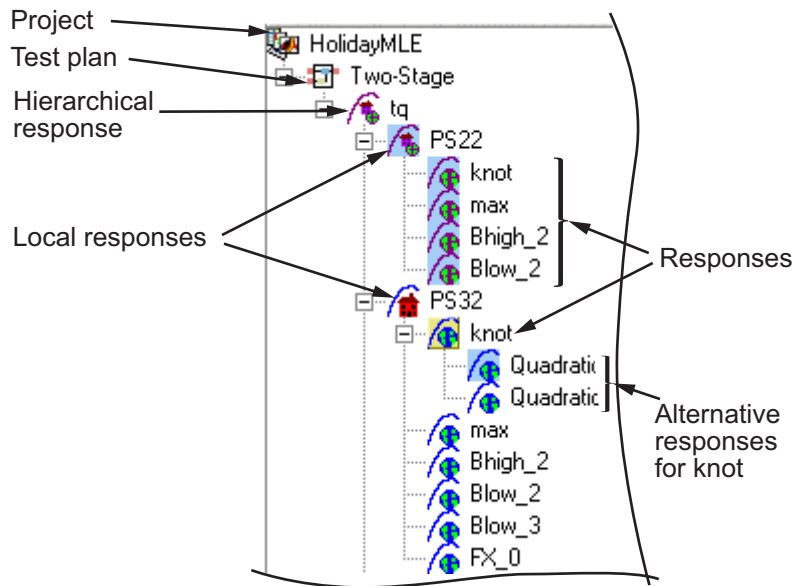 Project
HolidayMLE
Test plan
Two-Stage
Hierarchical
response
tq
PS22
knot
max
Bhigh_2
Blow_2
Local responses
Responses
PS32
knot
Quadratic
Quadratic
Alternative
responses
for knot
max
Bhigh_2
Blow_2
Blow_3
FX_0